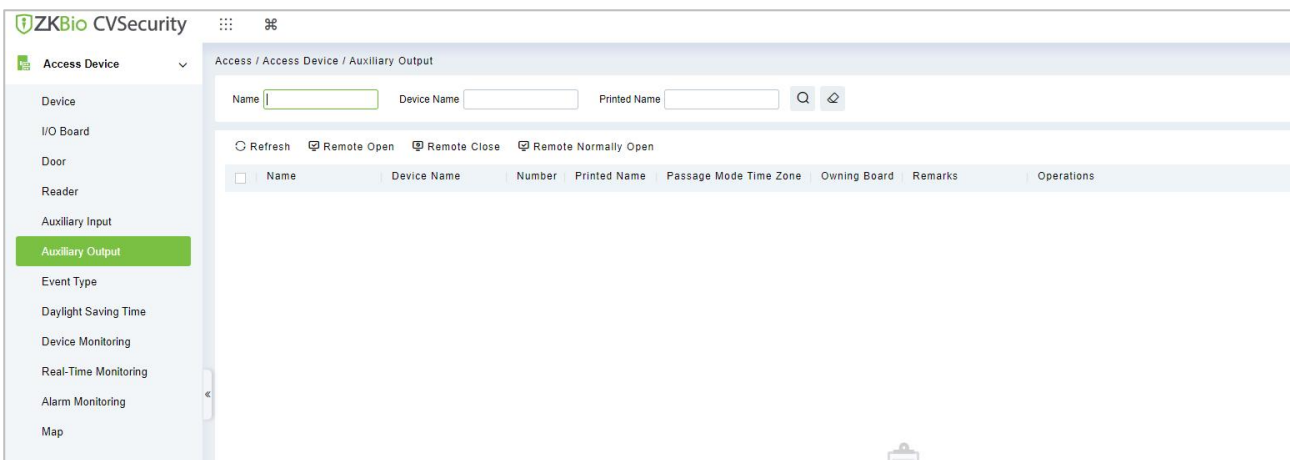 ZKBio CVSecurity
Access Device
Access / Access Device / Auxiliary Output
Device
I/O Board
Door
Reader
Auxiliary Input
Auxiliary Output
Event Type
Daylight Saving Time
Device Monitoring
Real-Time Monitoring
Alarm Monitoring
Map
Name Device Name Printed Name
Refresh Remote Open Remote Close Remote Normally Open
Name Device Name Number Printed Name Passage Mode Time Zone Owning Board Remarks Operations